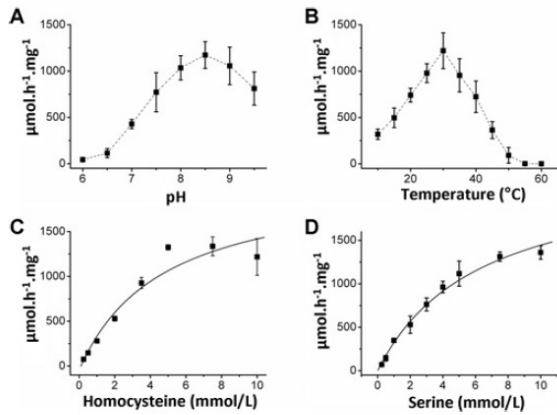 A
B
μmol.h⁻¹.mg⁻¹
1500
1000
500
0
6 7 8 9
pH
μmol.h⁻¹.mg⁻¹
1500
1000
500
0
0 20 40 60
Temperature (°C)
C
D
μmol.h⁻¹.mg⁻¹
1500
1000
500
0
0 2 4 6 8 10
Homocysteine (mmol/L)
μmol.h⁻¹.mg⁻¹
1500
1000
500
0
0 2 4 6 8 10
Serine (mmol/L)